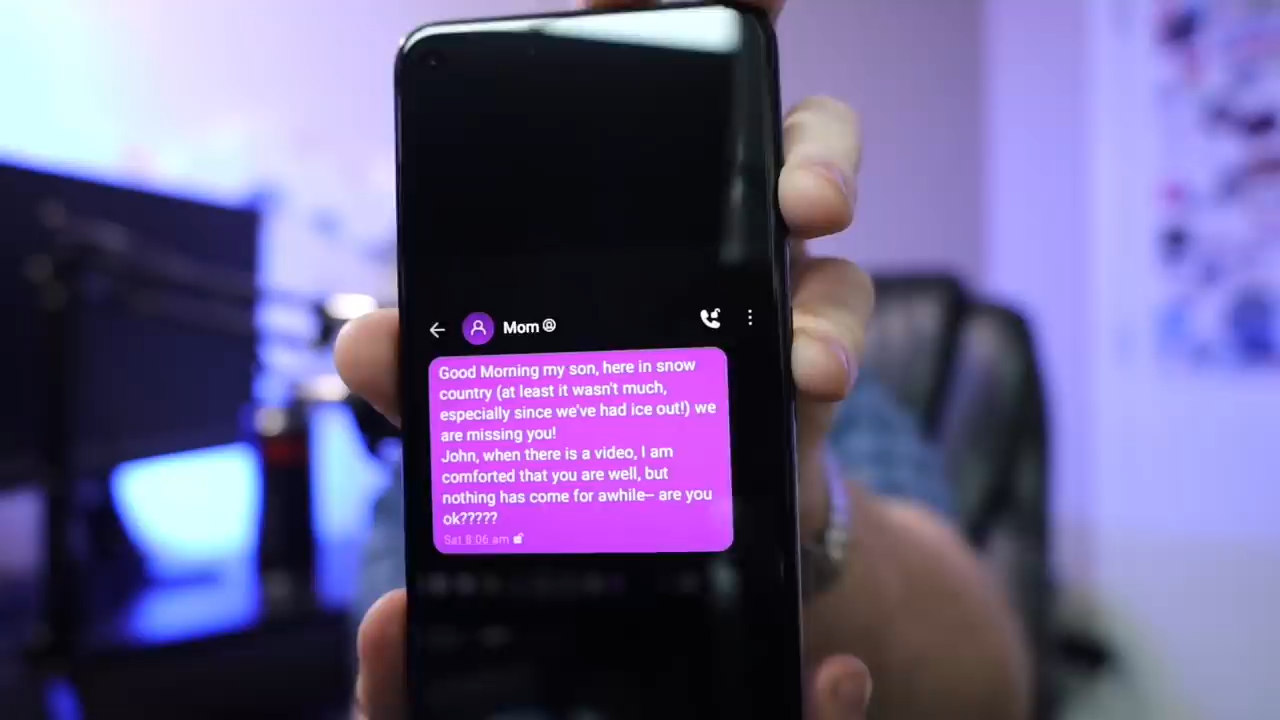 Mom
Good Morning my son, here in snow
country (at least it wasn't much,
especially since we've had ice out!) we
are missing you!
John, when there is a video, I am
comforted that you are well, but
nothing has come for awhile– are you
ok?????
Sat 8:06 am